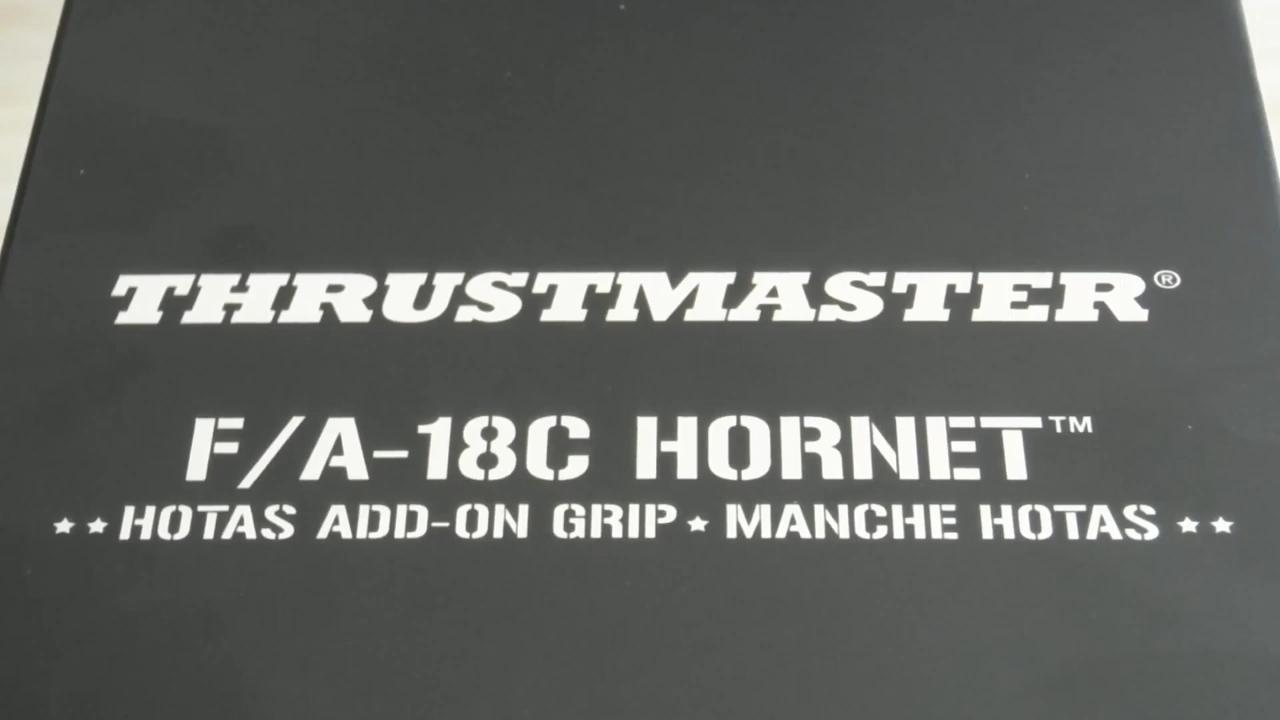 THRUSTMASTER®
F/A-18C HORNET™
★★HOTAS ADD-ON GRIP★MANCHE HOTAS★★